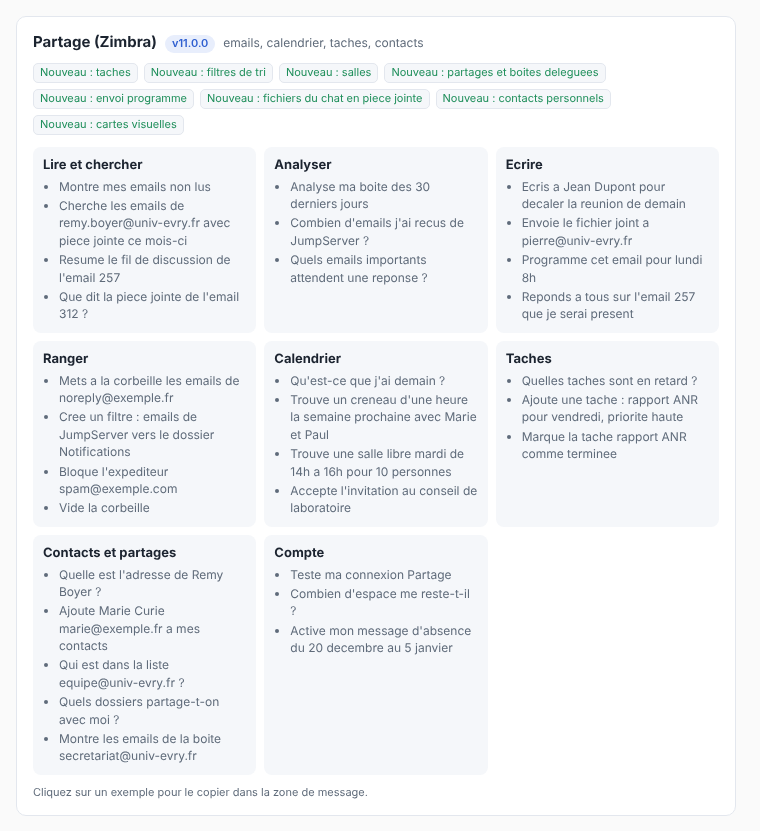 Partage (Zimbra) v11.0.0 emails, calendrier, taches, contacts
Nouveau : taches Nouveau : filtres de tri Nouveau : salles Nouveau : partages et boites deleguees
Nouveau : envoi programme Nouveau : fichiers du chat en piece jointe Nouveau : contacts personnels
Nouveau : cartes visuelles
Lire et chercher
• Montre mes emails non lus
• Cherche les emails de
remy.boyer@univ-evry.fr avec
piece jointe ce mois-ci
• Resume le fil de discussion de
l'email 257
• Que dit la piece jointe de l'email
312 ?
Analyser
• Analyse ma boite des 30
derniers jours
• Combien d'emails j'ai recus de
JumpServer ?
• Quels emails importants
attendent une reponse ?
Ecrire
• Ecris a Jean Dupont pour
decaler la reunion de demain
• Envoie le fichier joint a
pierre@univ-evry.fr
• Programme cet email pour lundi
8h
• Reponds a tous sur l'email 257
que je serai present
Ranger
• Mets a la corbeille les emails de
noreply@exemple.fr
• Cree un filtre : emails de
JumpServer vers le dossier
Notifications
• Bloque l'expediteur
spam@exemple.com
• Vide la corbeille
Calendrier
• Qu'est-ce que j'ai demain ?
• Trouve un creneau d'une heure
la semaine prochaine avec Marie
et Paul
• Trouve une salle libre mardi de
14h a 16h pour 10 personnes
• Accepte l'invitation au conseil de
laboratoire
Taches
• Quelles taches sont en retard ?
• Ajoute une tache : rapport ANR
pour vendredi, priorite haute
• Marque la tache rapport ANR
comme terminee
Contacts et partages
• Quelle est l'adresse de Remy
Boyer ?
• Ajoute Marie Curie
marie@exemple.fr a mes
contacts
• Qui est dans la liste
equipe@univ-evry.fr ?
• Quels dossiers partage-t-on
avec moi ?
• Montre les emails de la boite
secretariat@univ-evry.fr
Compte
• Teste ma connexion Partage
• Combien d'espace me reste-t-il
?
• Active mon message d'absence
du 20 decembre au 5 janvier
Cliquez sur un exemple pour le copier dans la zone de message.